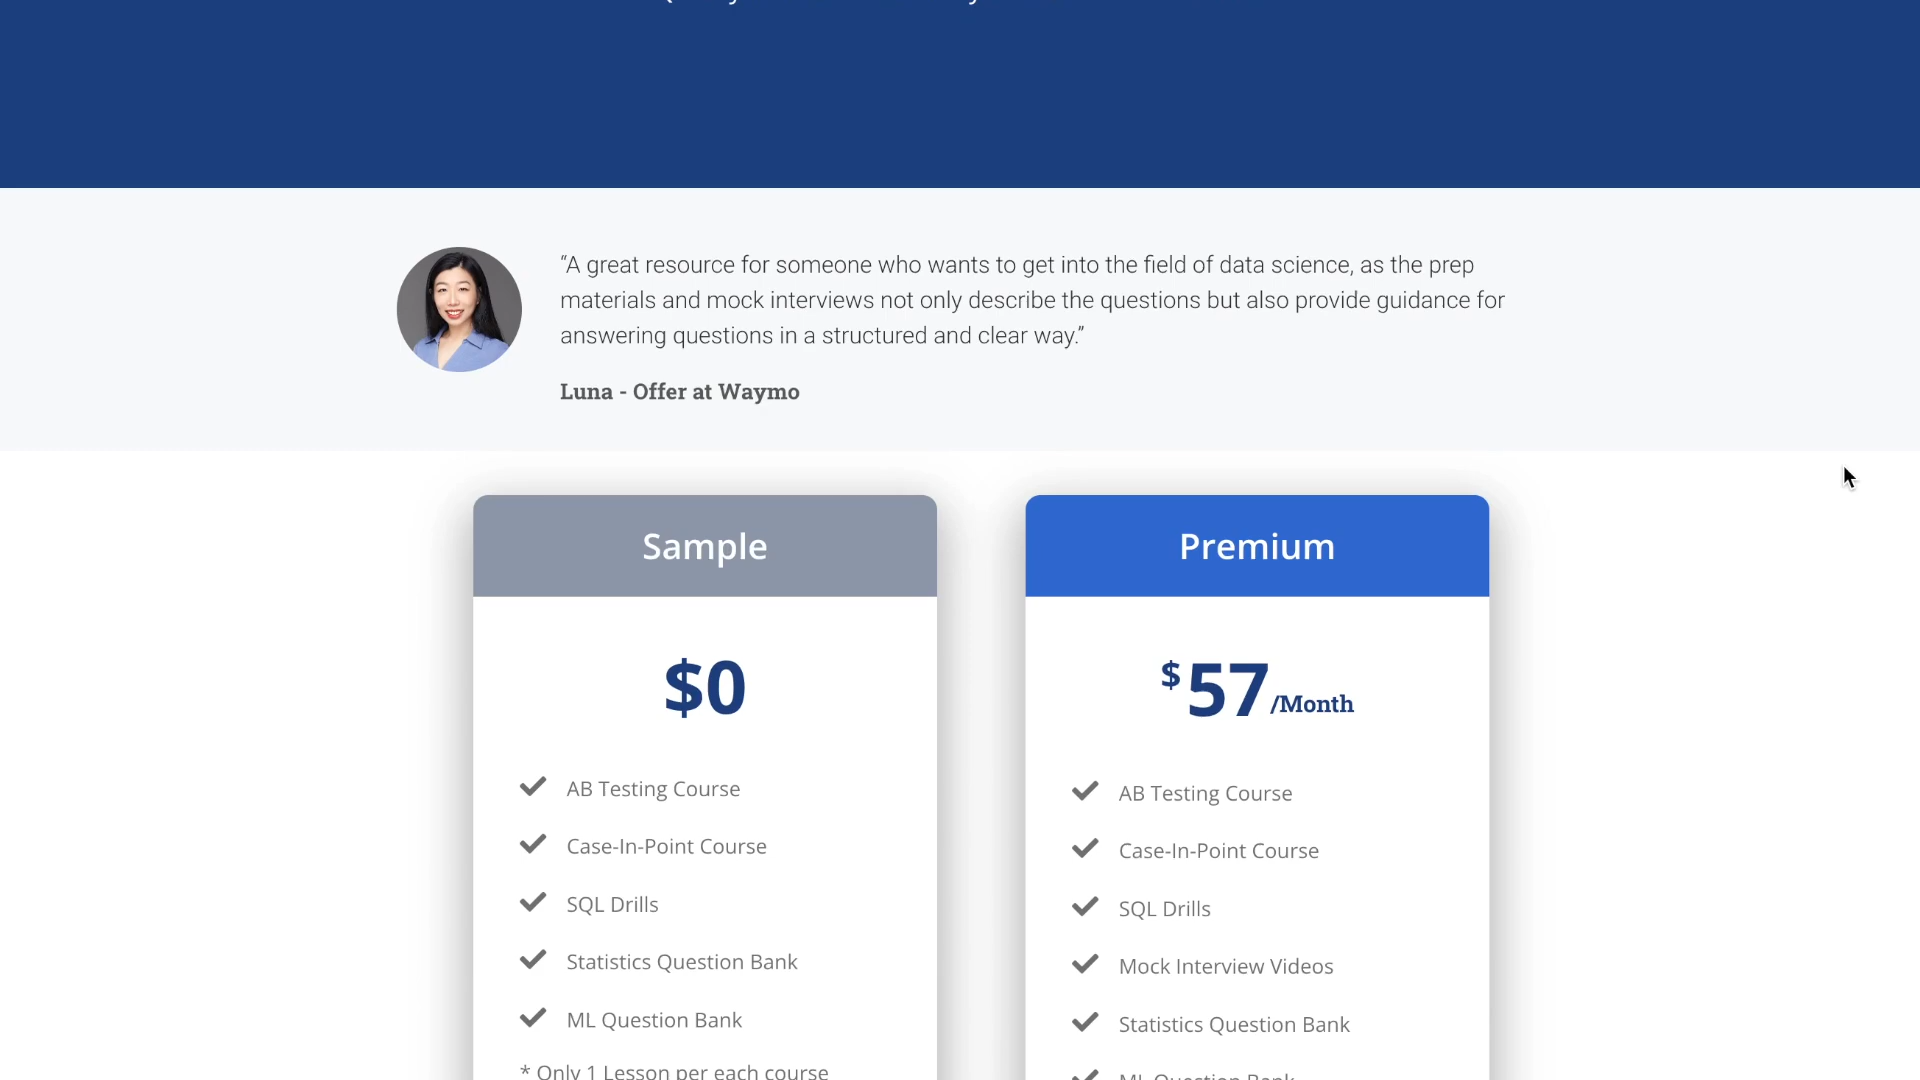 “A great resource for someone who wants to get into the field of data science, as the prep
materials and mock interviews not only describe the questions but also provide guidance for
answering questions in a structured and clear way.”
Luna - Offer at Waymo
Sample
$0
AB Testing Course
Case-In-Point Course
SQL Drills
Statistics Question Bank
ML Question Bank
* Only 1 Lesson per each course
Premium
$57/Month
AB Testing Course
Case-In-Point Course
SQL Drills
Mock Interview Videos
Statistics Question Bank
ML Question Bank